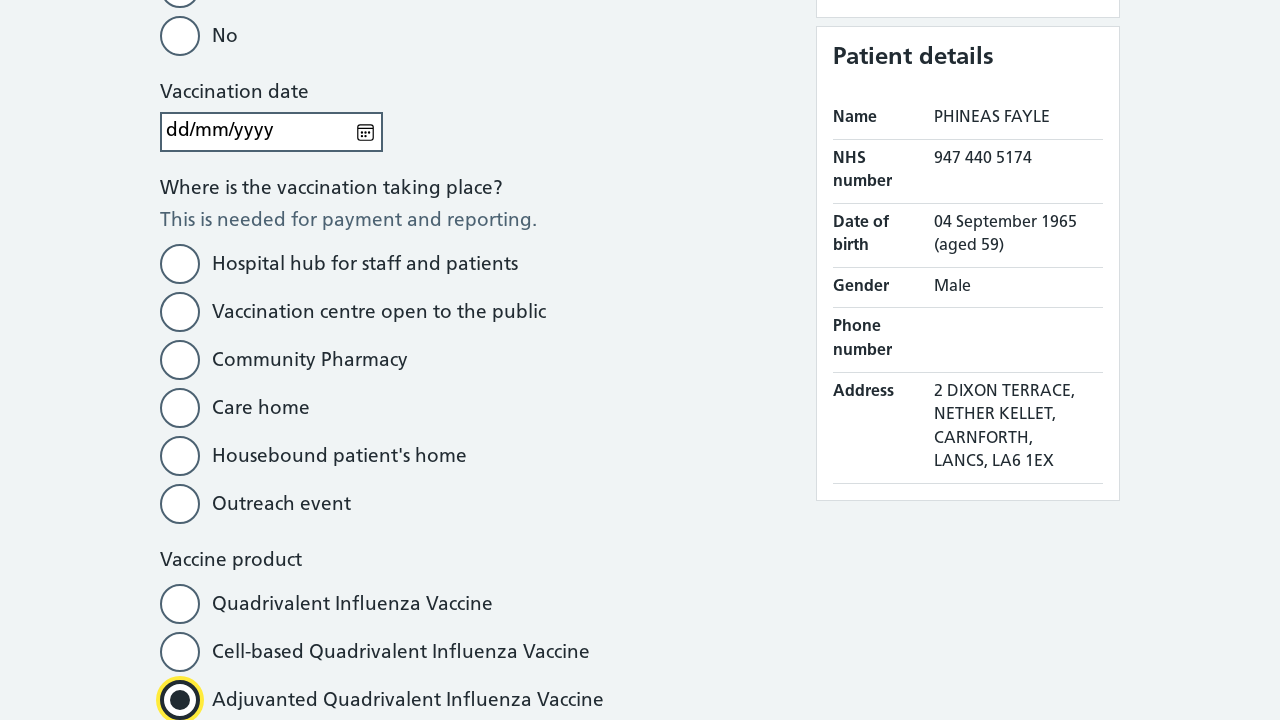 No
Vaccination date
dd/mm/yyyy
Where is the vaccination taking place?
This is needed for payment and reporting.
Hospital hub for staff and patients
Vaccination centre open to the public
Community Pharmacy
Care home
Housebound patient's home
Outreach event
Vaccine product
Quadrivalent Influenza Vaccine
Cell-based Quadrivalent Influenza Vaccine
Adjuvanted Quadrivalent Influenza Vaccine
Patient details
Name PHINEAS FAYLE
NHS number 947 440 5174
Date of birth 04 September 1965 (aged 59)
Gender Male
Phone number
Address 2 DIXON TERRACE,
NETHER KELLET,
CARNFORTH,
LANCS, LA6 1EX